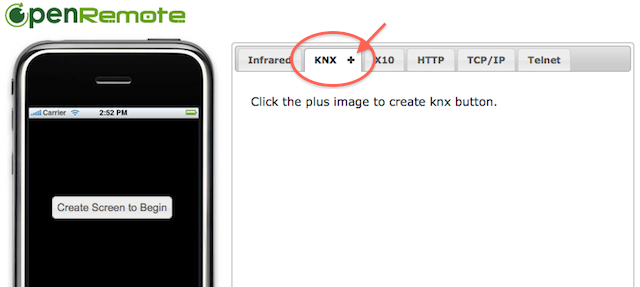 OpenRemote
Infrared KNX X10 HTTP TCP/IP Telnet
Click the plus image to create knx button.
Carrier 2:52 PM
Create Screen to Begin